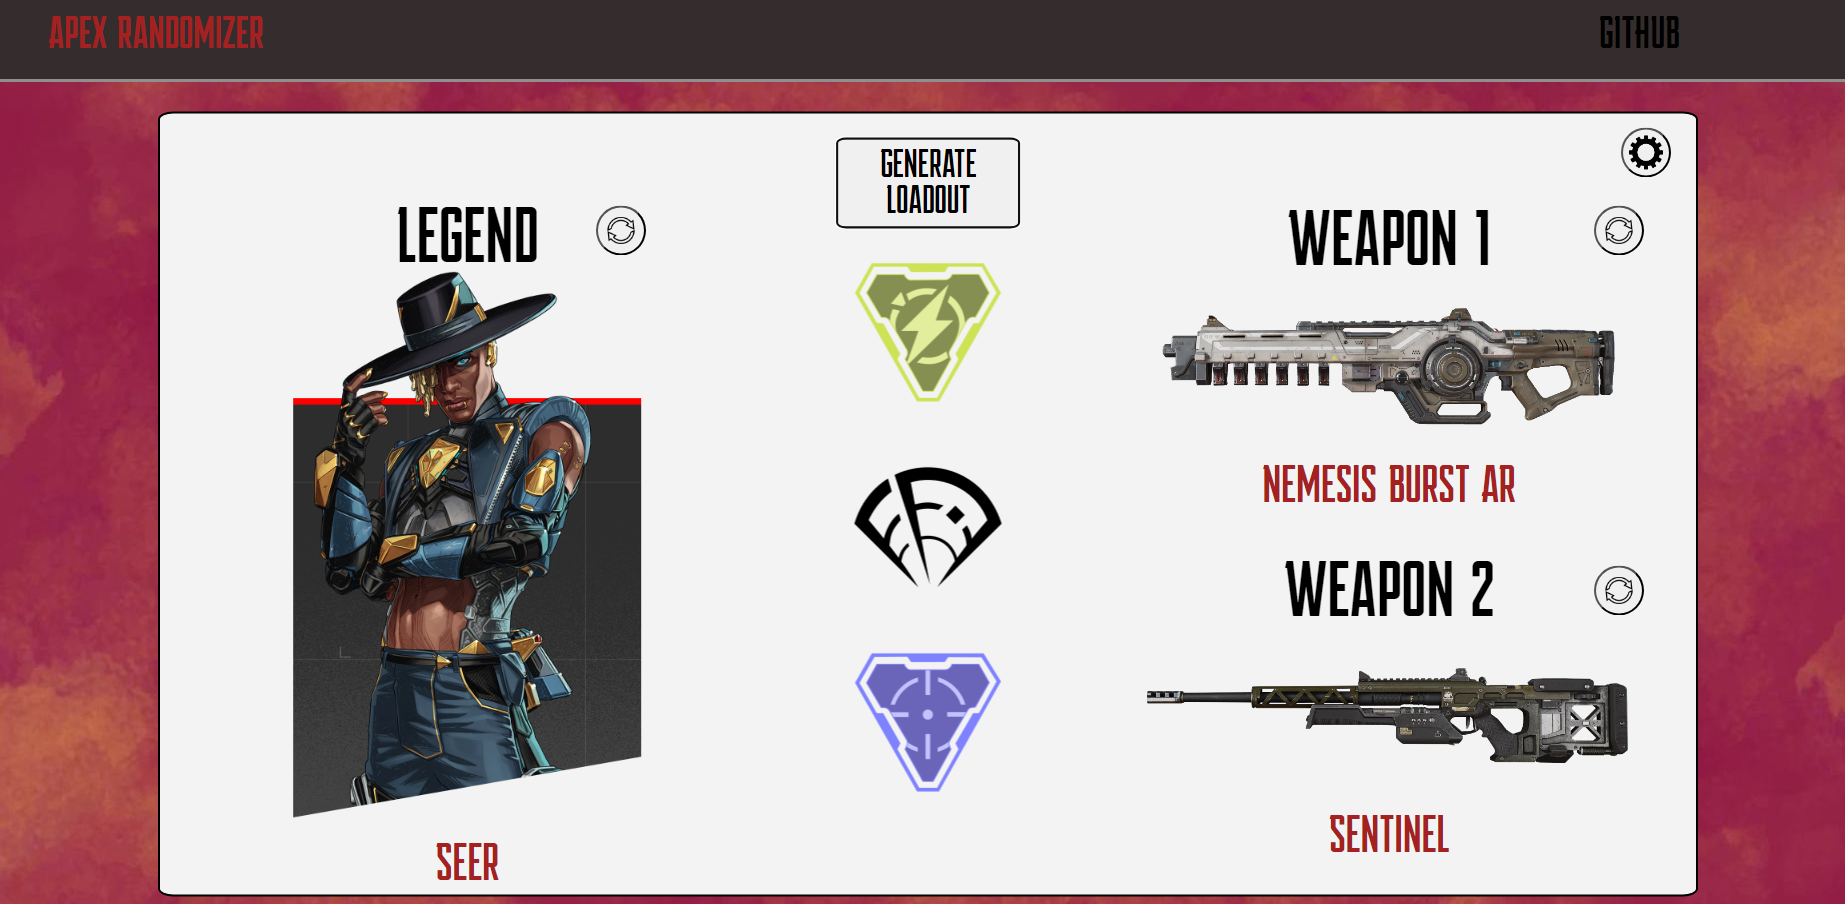 APEX RANDOMIZER
GITHUB
GENERATE
LOADOUT
LEGEND
SEER
WEAPON 1
NEMESIS BURST AR
WEAPON 2
SENTINEL